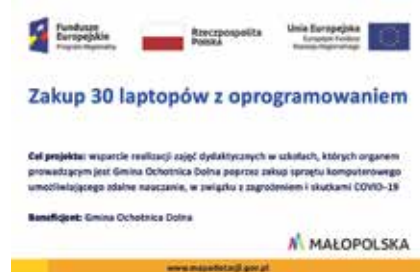 Fundusze
Europejskie
Program Regionalny
Rzeczpospolita
Polska
Unia Europejska
Europejski Fundusz
Rozwoju Regionalnego
Zakup 30 laptopów z oprogramowaniem
Cel projektu: wsparcie realizacji zajęć dydaktycznych w szkołach, których organem
prowadzącym jest Gmina Ochotnica Dolna poprzez zakup sprzętu komputerowego
umożliwiającego zdalne nauczanie, w związku z zagrożeniem i skutkami COVID-19
Beneficjent: Gmina Ochotnica Dolna
MAŁOPOLSKA
www.mapadotacji.gov.pl